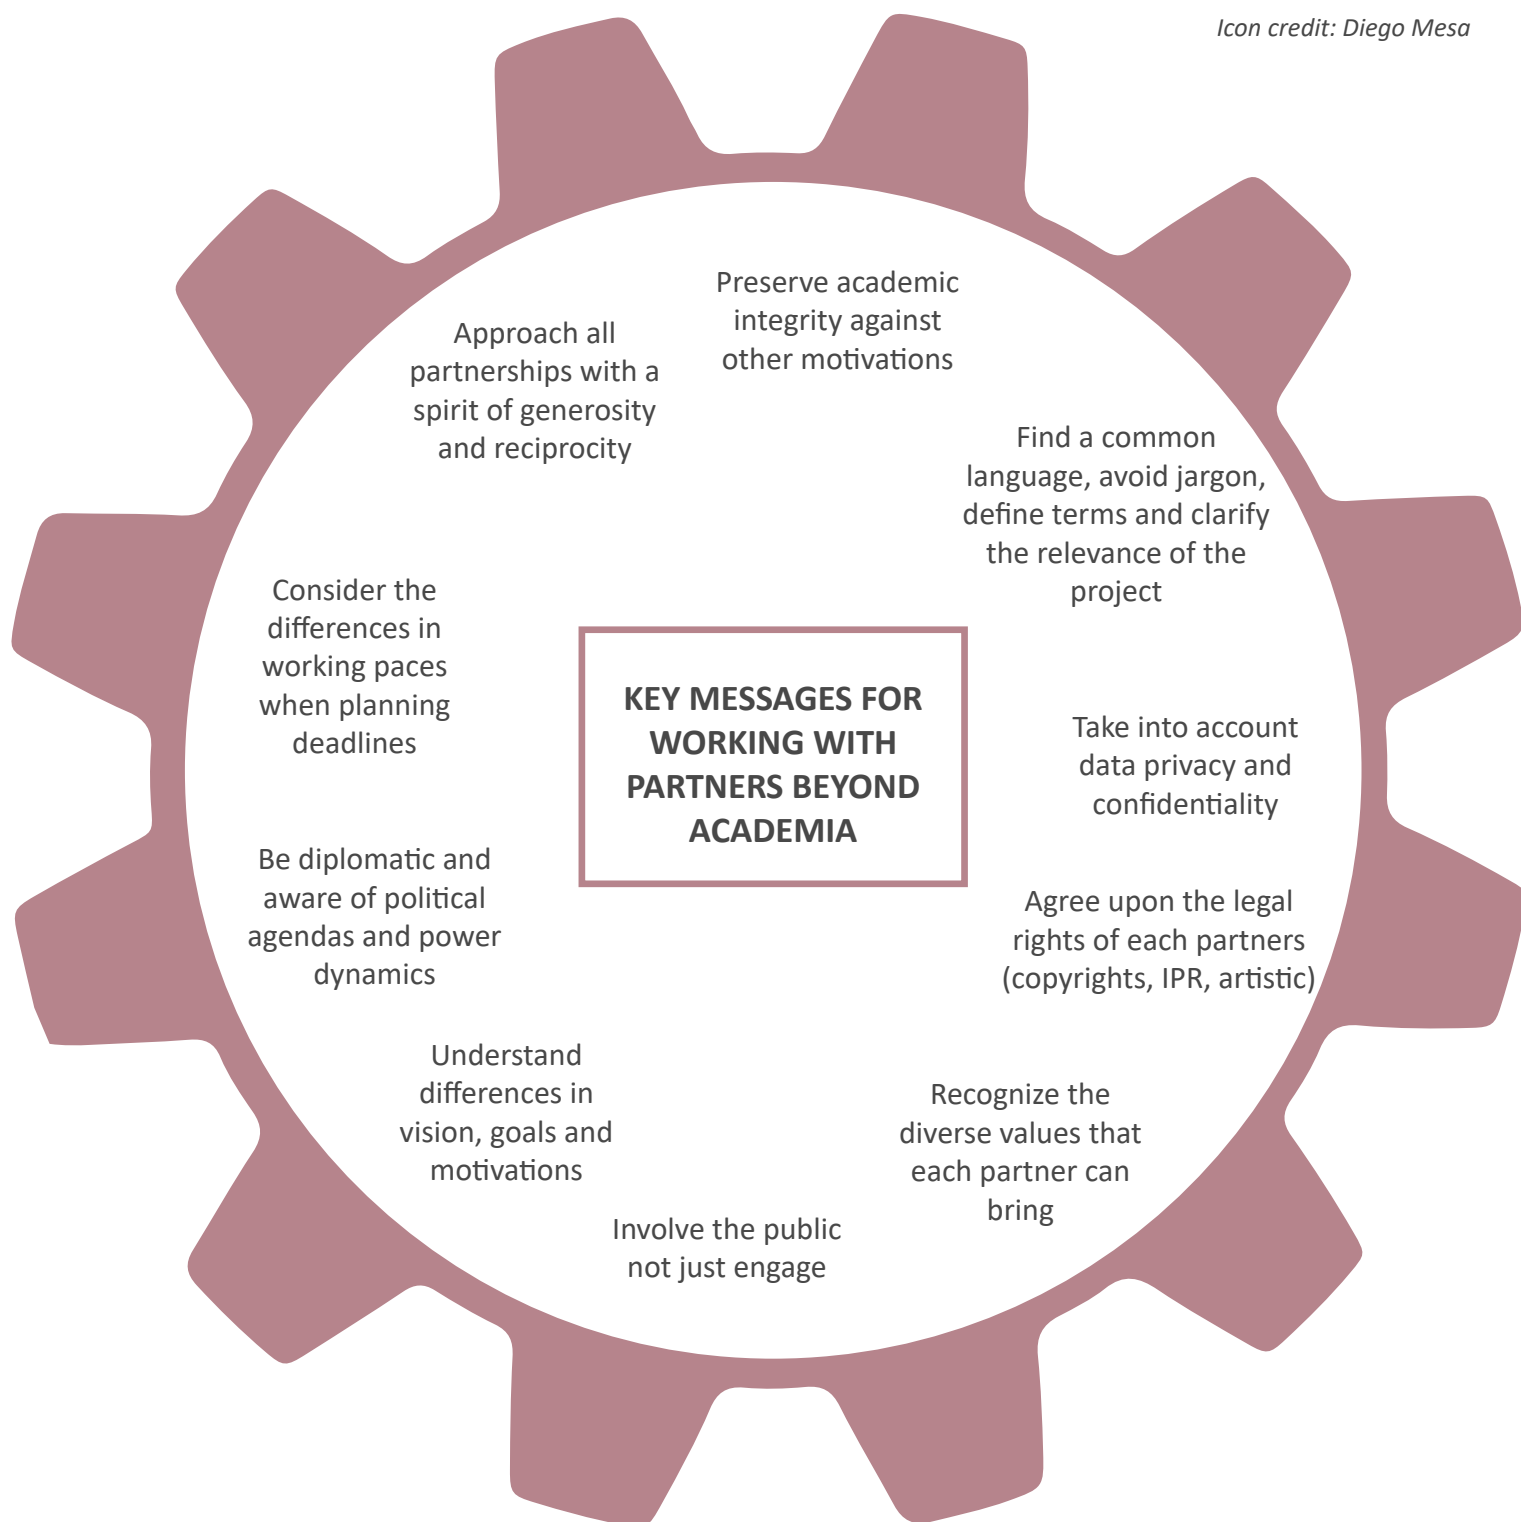 Icon credit: Diego Mesa
Preserve academic
integrity against
other motivations
Approach all
partnerships with a
spirit of generosity
and reciprocity
Find a common
language, avoid jargon,
define terms and clarify
the relevance of the
project
Consider the
differences in
working paces
when planning
deadlines
KEY MESSAGES FOR
WORKING WITH
PARTNERS BEYOND
ACADEMIA
Take into account
data privacy and
confidentiality
Be diplomatic and
aware of political
agendas and power
dynamics
Agree upon the legal
rights of each partners
(copyrights, IPR, artistic)
Understand
differences in
vision, goals and
motivations
Recognize the
diverse values that
each partner can
bring
Involve the public
not just engage